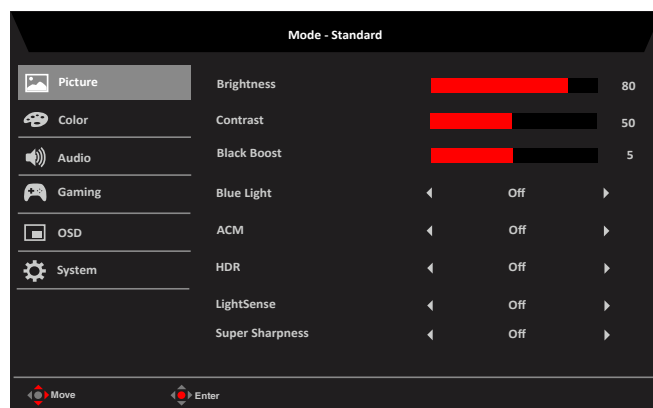 Mode - Standard
Picture
Color
Audio
Gaming
OSD
System
Brightness 80
Contrast 50
Black Boost 5
Blue Light Off
ACM Off
HDR Off
LightSense Off
Super Sharpness Off
Move Enter